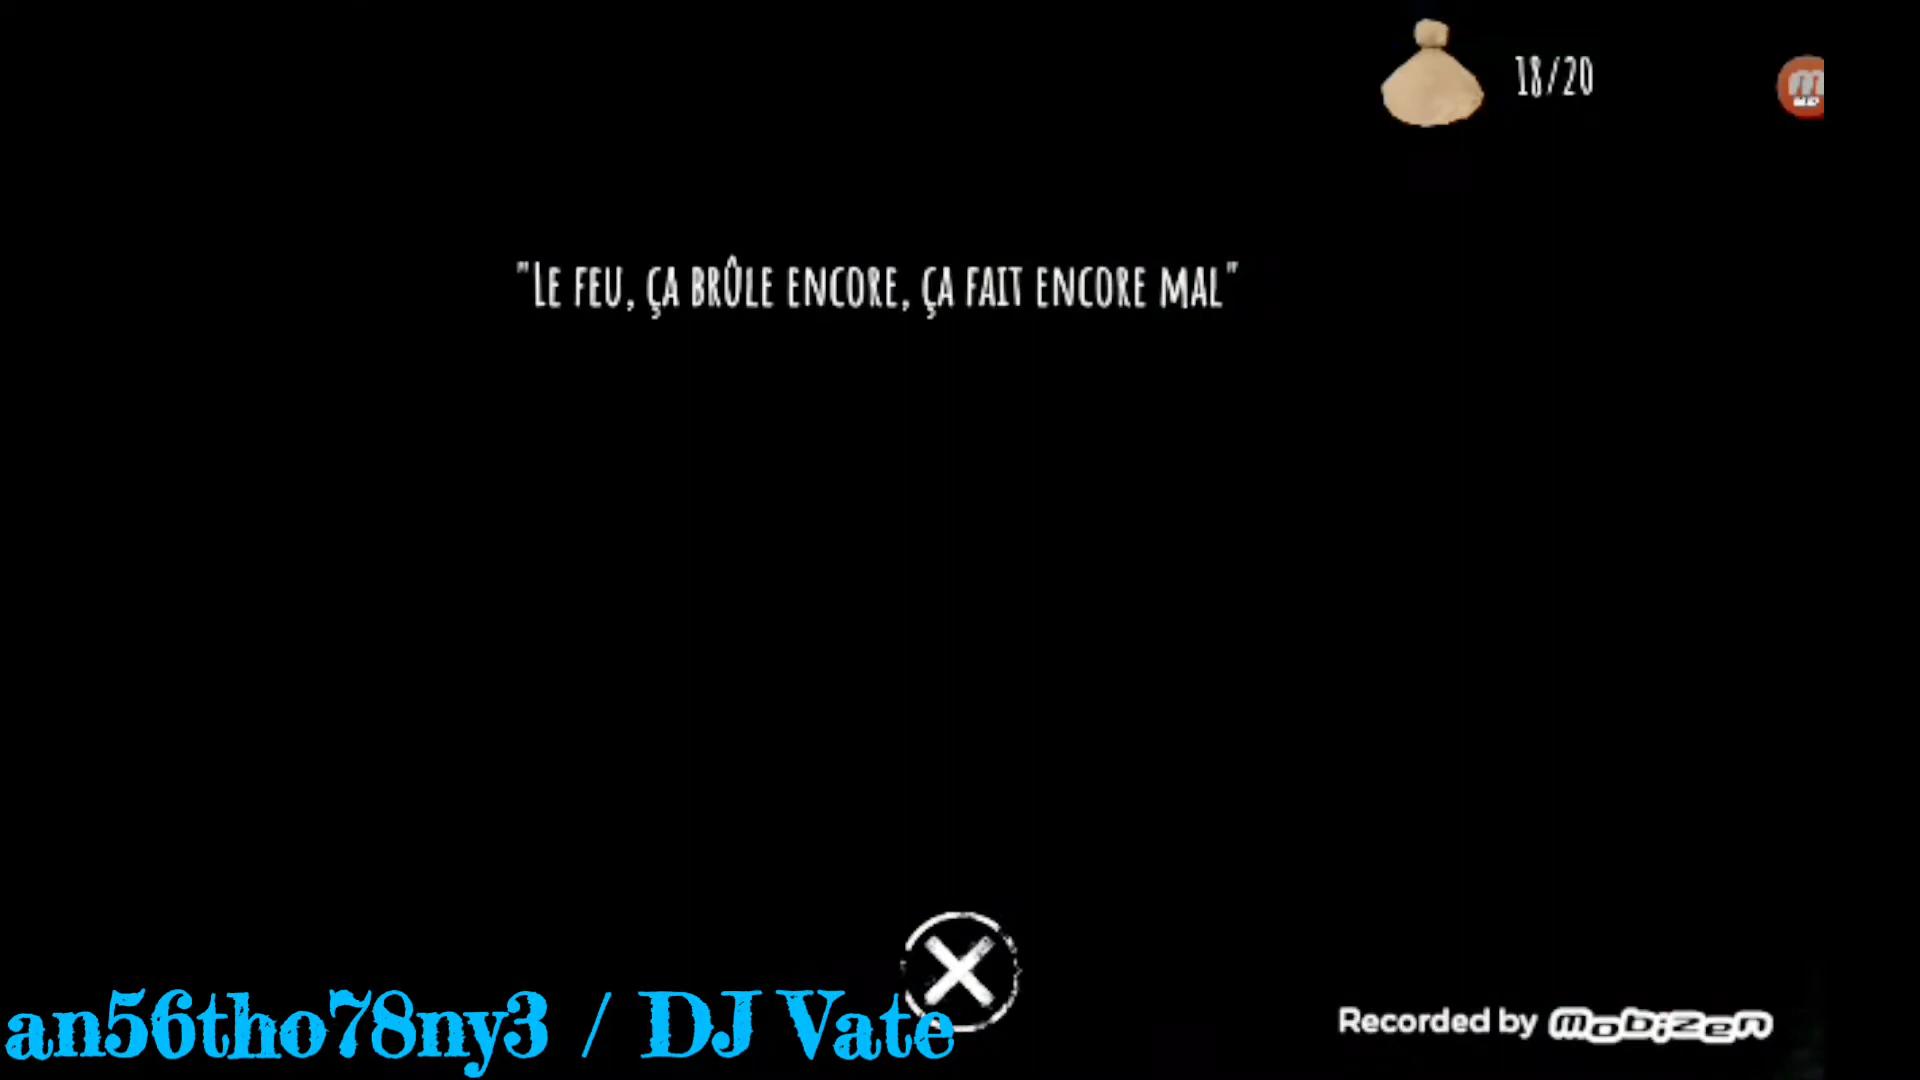 18/20
"Le feu, ça brûle encore, ça fait encore mal"
an56tho78ny3 / DJ Vate
Recorded by mobizen